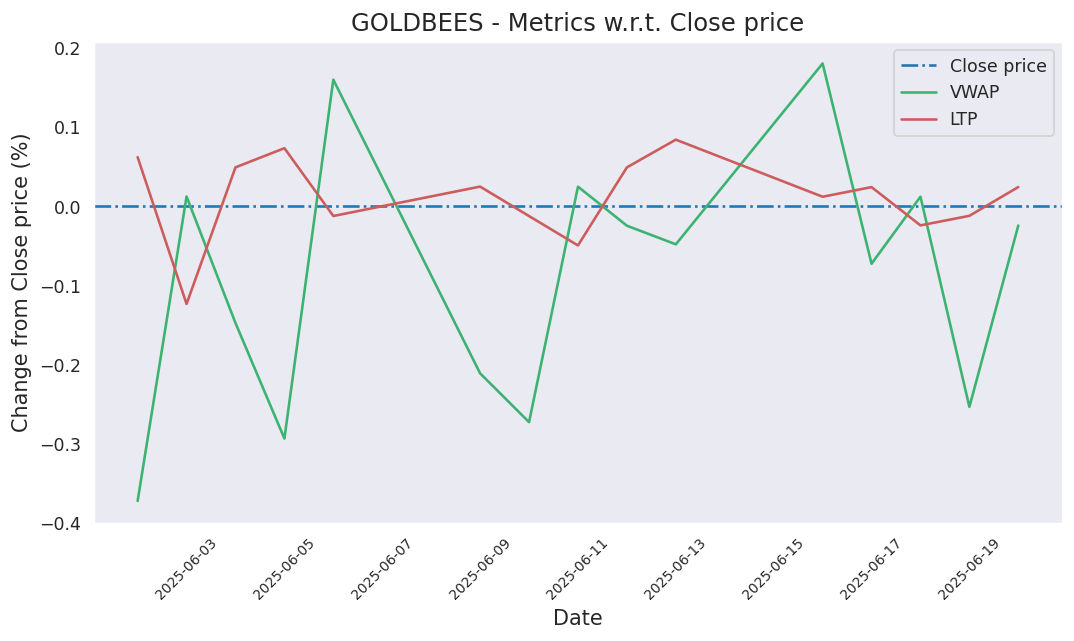 GOLDBEES - Metrics w.r.t. Close price
Close price
VWAP
LTP
Change from Close price (%)
0.2
0.1
0.0
−0.1
−0.2
−0.3
−0.4
2025-06-03
2025-06-05
2025-06-07
2025-06-09
2025-06-11
2025-06-13
2025-06-15
2025-06-17
2025-06-19
Date